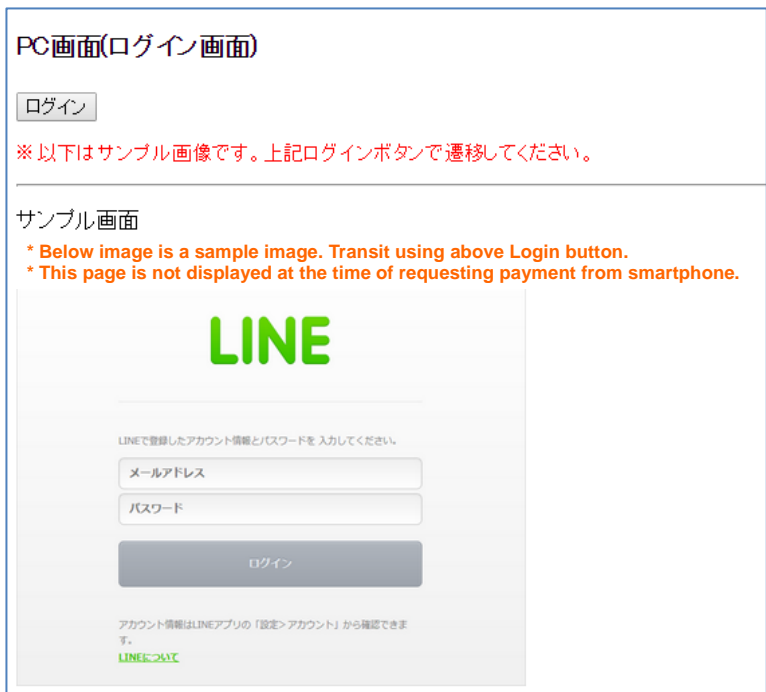 PC画面(ログイン画面)
ログイン
※以下はサンプル画像です。上記ログインボタンで遷移してください。
サンプル画面
* Below image is a sample image. Transit using above Login button.
* This page is not displayed at the time of requesting payment from smartphone.
LINE
LINEで登録したアカウント情報とパスワードを 入力してください。
メールアドレス
パスワード
ログイン
アカウント情報はLINEアプリの「設定>アカウント」から確認できま
す。
LINEについて